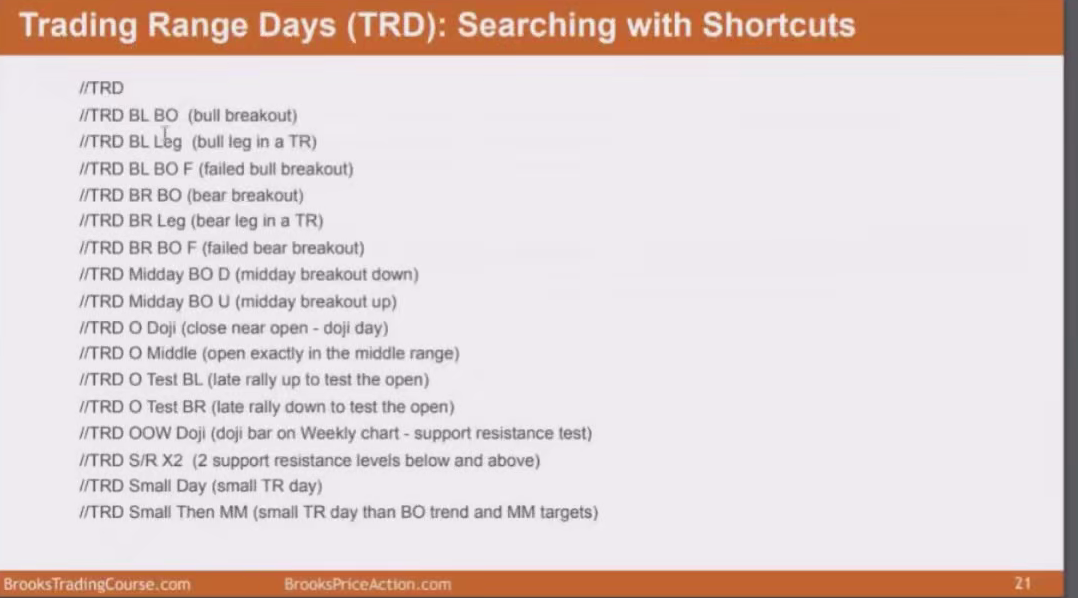 Trading Range Days (TRD): Searching with Shortcuts
//TRD
//TRD BL BO (bull breakout)
//TRD BL Leg (bull leg in a TR)
//TRD BL BO F (failed bull breakout)
//TRD BR BO (bear breakout)
//TRD BR Leg (bear leg in a TR)
//TRD BR BO F (failed bear breakout)
//TRD Midday BO D (midday breakout down)
//TRD Midday BO U (midday breakout up)
//TRD O Doji (close near open - doji day)
//TRD O Middle (open exactly in the middle range)
//TRD O Test BL (late rally up to test the open)
//TRD O Test BR (late rally down to test the open)
//TRD OOW Doji (doji bar on Weekly chart - support resistance test)
//TRD S/R X2 (2 support resistance levels below and above)
//TRD Small Day (small TR day)
//TRD Small Then MM (small TR day than BO trend and MM targets)
BrooksTradingCourse.com BrooksPriceAction.com 21